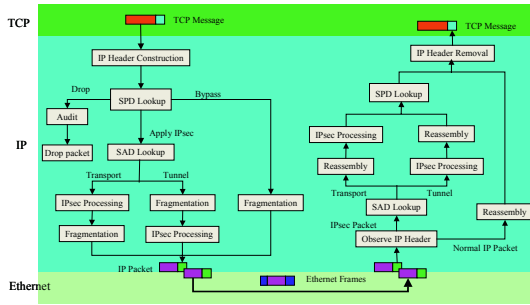 TCP
TCP Message
TCP Message
IP Header Construction
IP Header Removal
Drop
SPD Lookup
Bypass
SPD Lookup
Audit
Apply IPsec
IPsec Processing
Reassembly
IP
Drop packet
SAD Lookup
Reassembly
IPsec Processing
Transport
Tunnel
Transport
Tunnel
IPsec Processing
Fragmentation
Fragmentation
SAD Lookup
Reassembly
IPsec Packet
Fragmentation
IPsec Processing
Observe IP Header
Normal IP Packet
IP Packet
Ethernet
Ethernet Frames